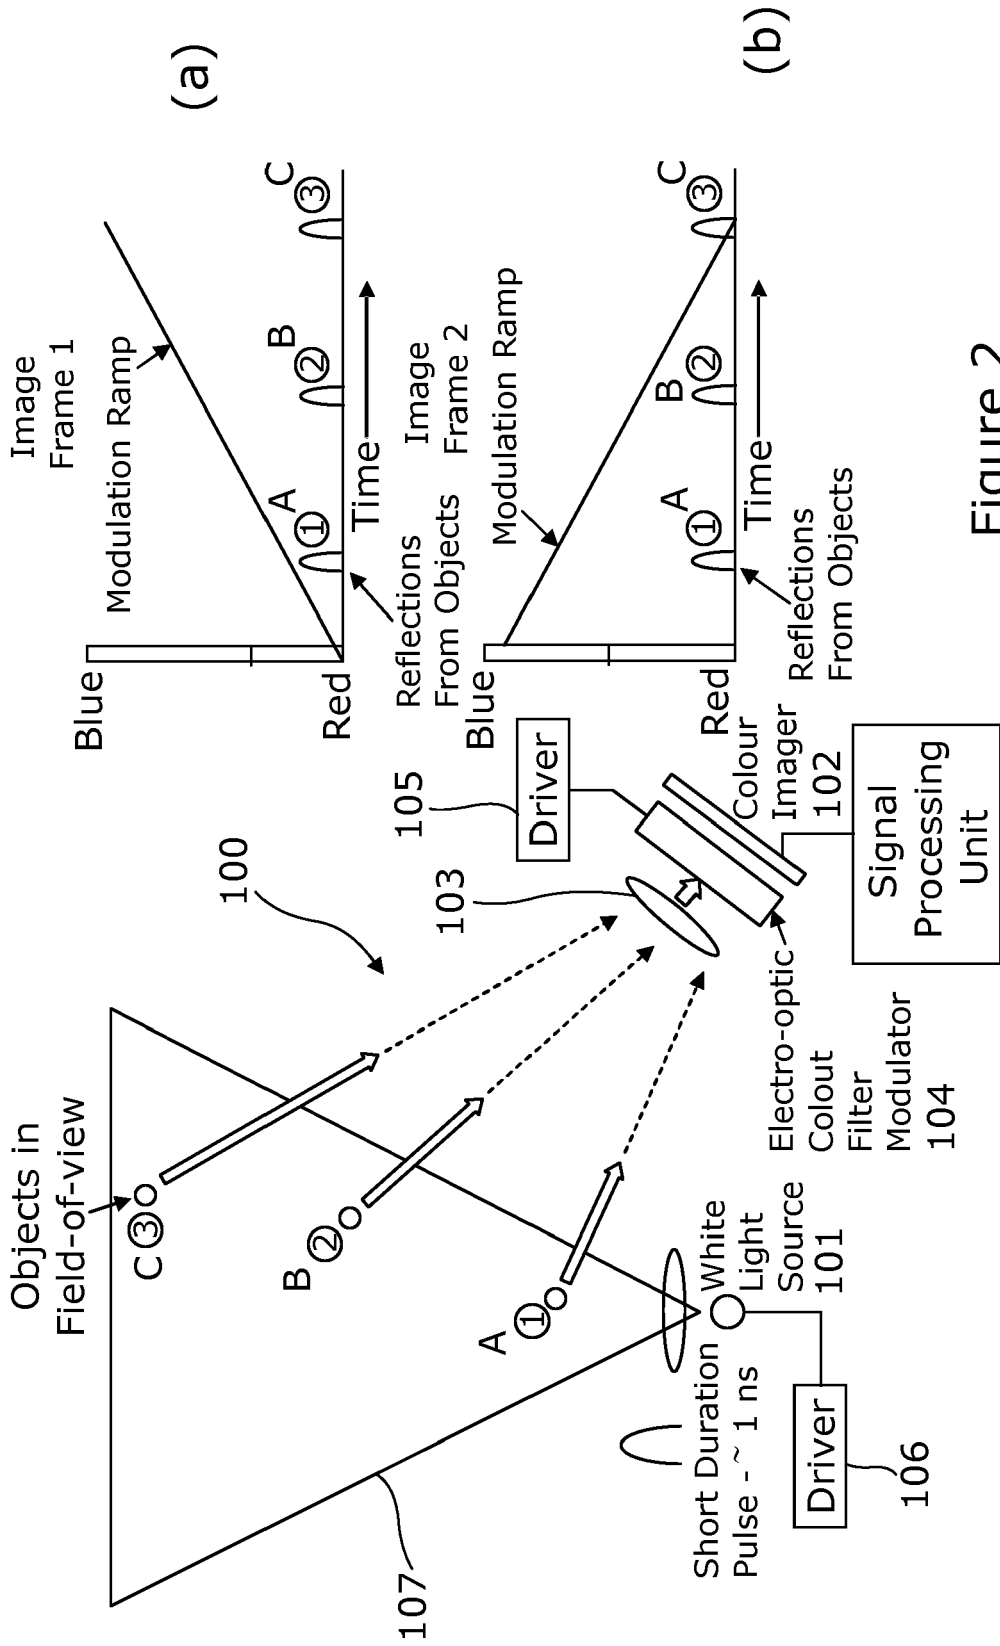 Objects in
Field-of-view
C 3
B 2
A 1
100
107
103
105
Driver
Short Duration
Pulse - ~ 1 ns
Driver
106
White
Light
Source
101
Electro-optic
Colout
Filter
Modulator
104
Colour
Imager
102
Signal
Processing
Unit
Image
Frame 1
Modulation Ramp
Blue
Red
A
1
B
2
C
3
Time
Reflections
From Objects
(a)
Image
Frame 2
Modulation Ramp
Blue
Red
A
1
B
2
C
3
Time
Reflections
From Objects
(b)
Figure 2